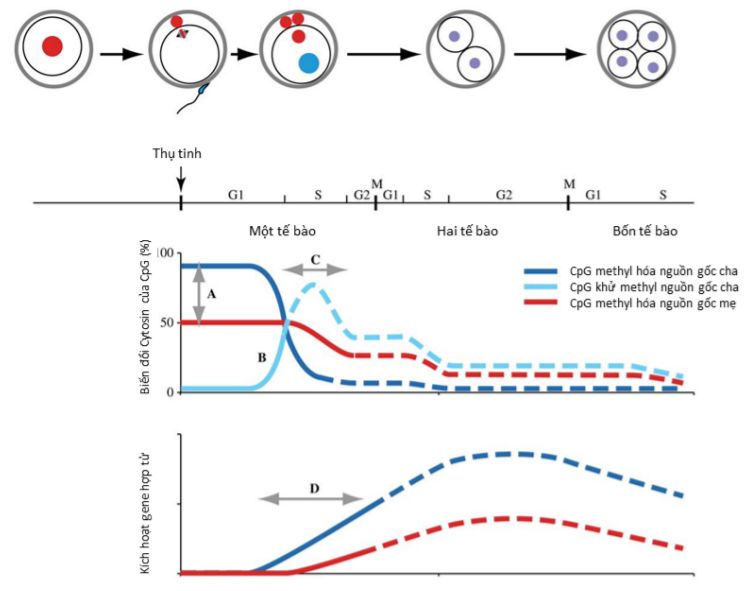 Thụ tinh
G1 S G2 M G1 S G2 M G1 S
Một tế bào Hai tế bào Bốn tế bào
Biến đổi Cytosin của CpG (%)
100
50
0
A
B
C
CpG methyl hóa nguồn gốc cha
CpG khử methyl nguồn gốc cha
CpG methyl hóa nguồn gốc mẹ
Kích hoạt gene hợp tử
D